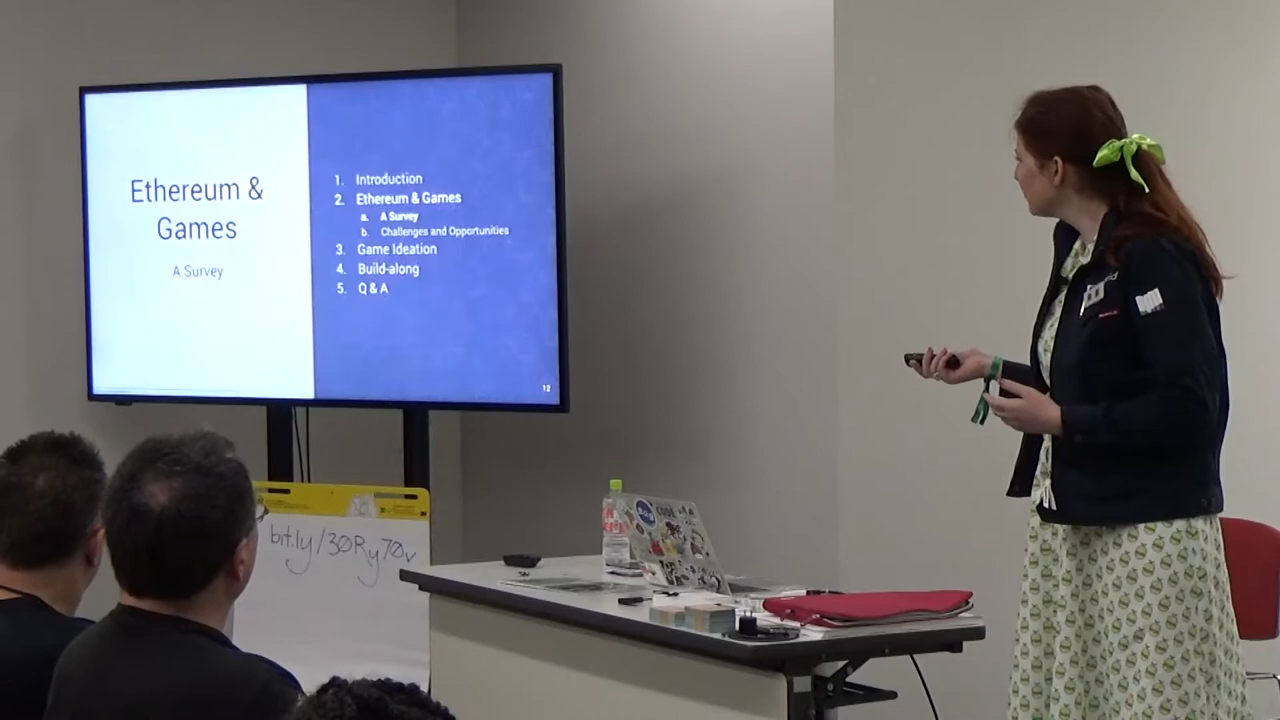 Ethereum &
Games
A Survey
1. Introduction
2. Ethereum & Games
a. A Survey
b. Challenges and Opportunities
3. Game Ideation
4. Build-along
5. Q & A
12
bit.ly/30Ry70v
CODE